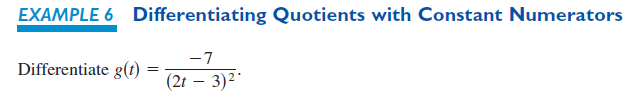 EXAMPLE 6 Differentiating Quotients with Constant Numerators
Differentiate g(t) = -7 / (2t − 3)².